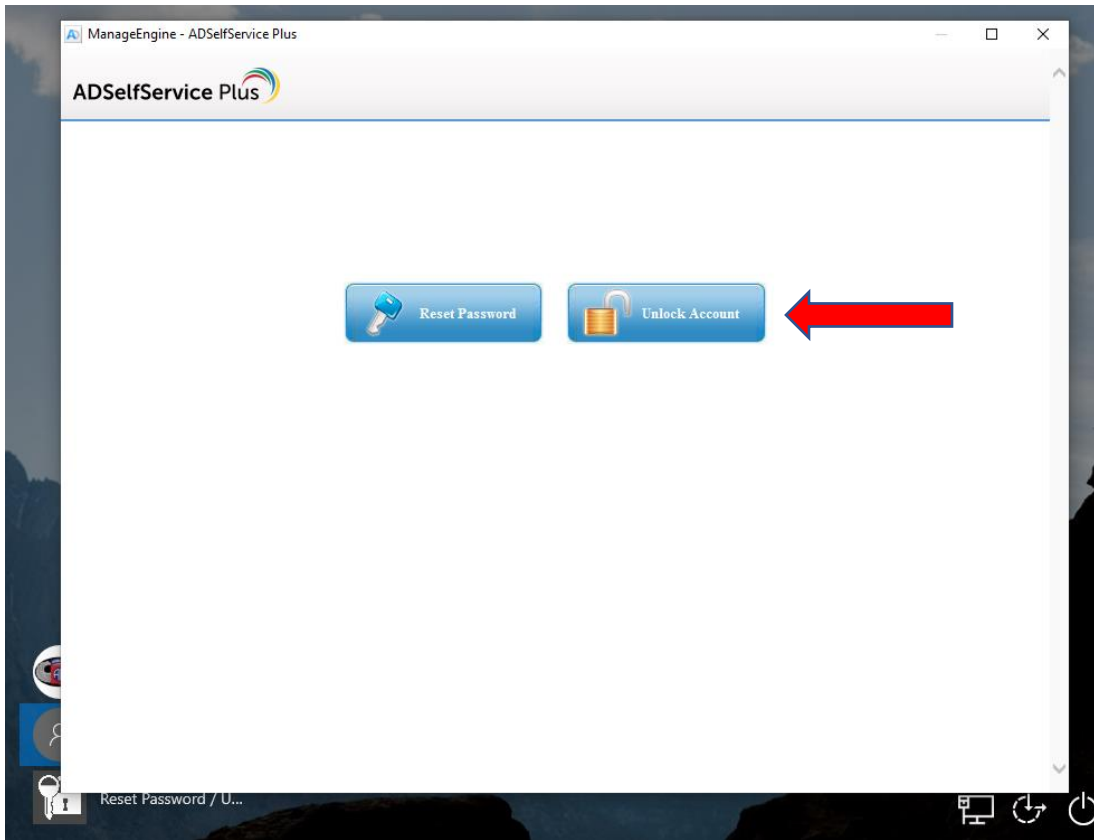 ManageEngine - ADSelfService Plus
ADSelfService Plus
Reset Password
Unlock Account
Reset Password / U...